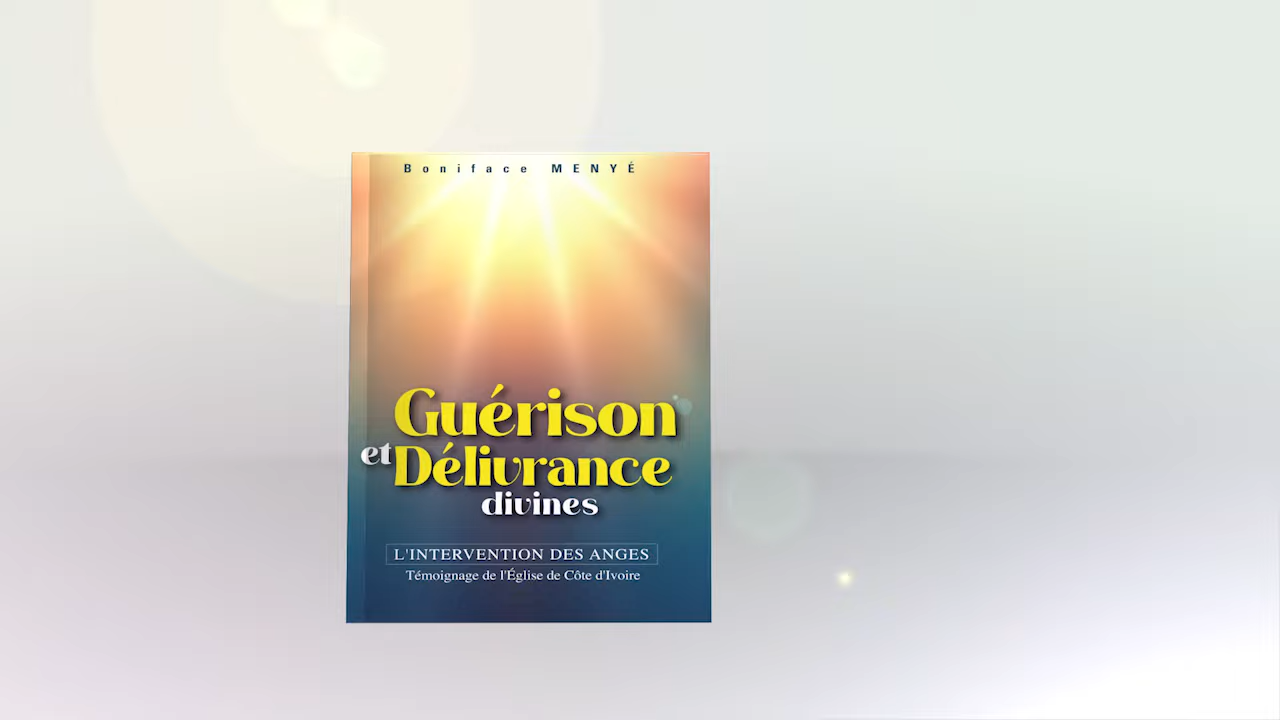 Boniface MENYÉ
Guérison
et Délivrance
divines
L'INTERVENTION DES ANGES
Témoignage de l'Église de Côte d'Ivoire